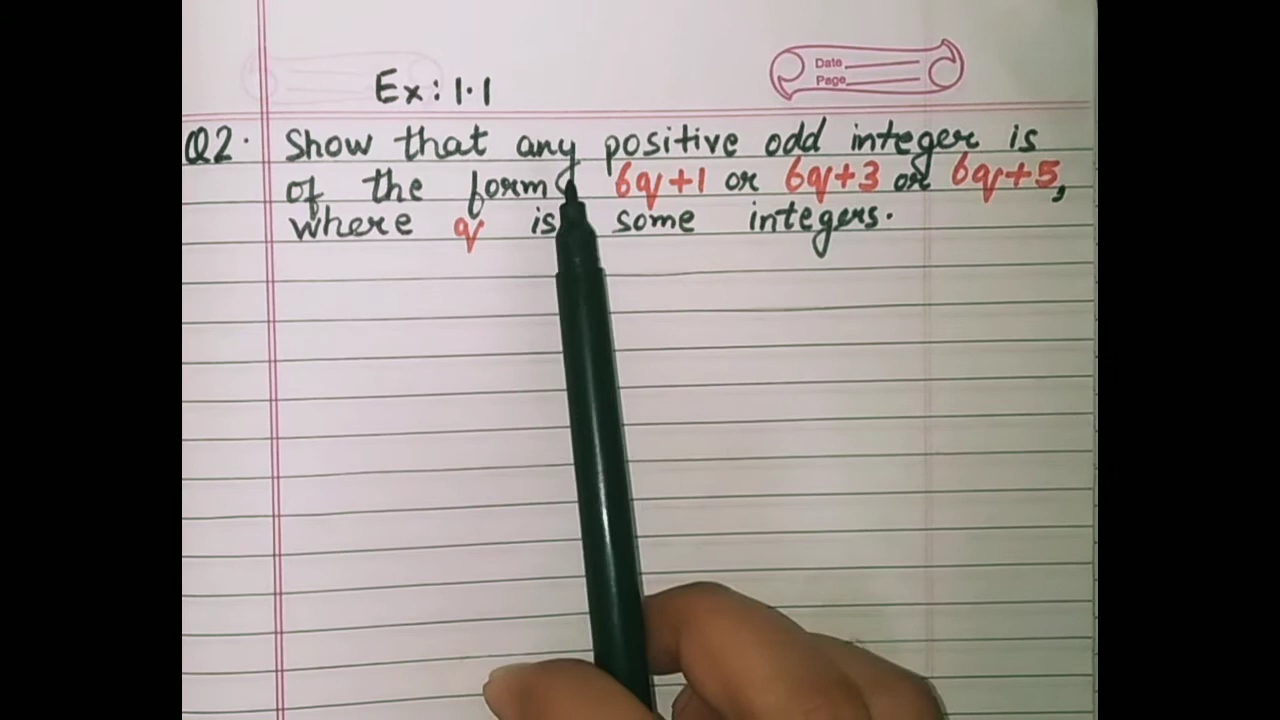 Date
Page
Ex: 1.1
Q2. Show that any positive odd integer is
of the form 6q+1 or 6q+3 or 6q+5,
where q is some integers.